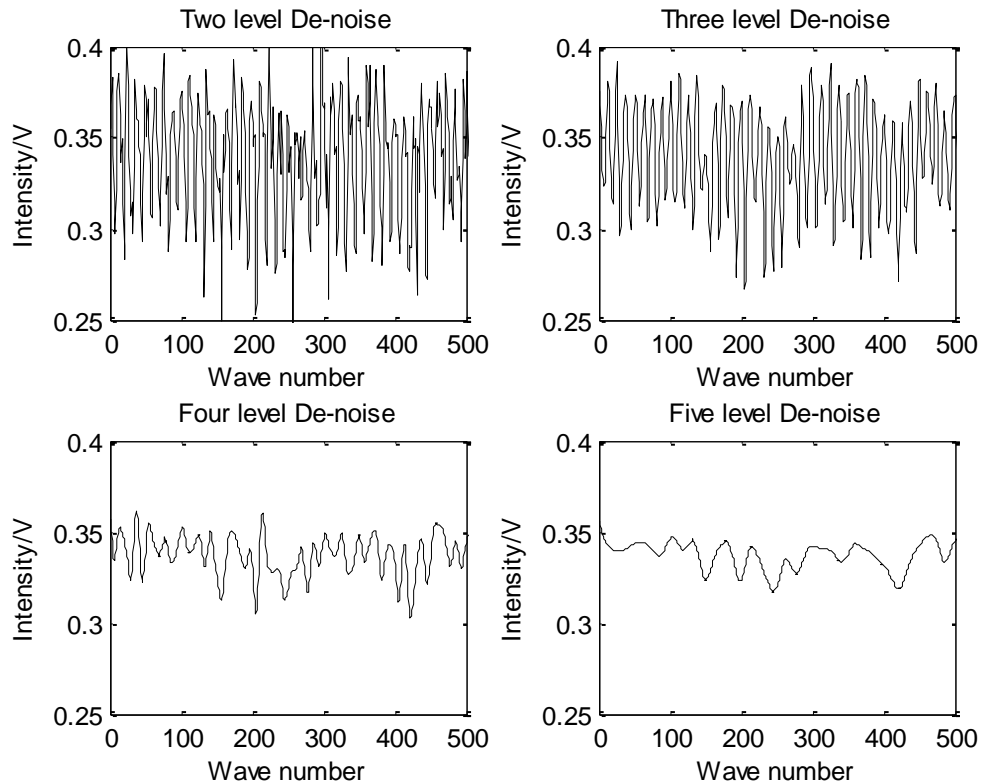 Two level De-noise
0.4
0.35
0.3
0.25
Intensity/V
0 100 200 300 400 500
Wave number
Three level De-noise
0.4
0.35
0.3
0.25
Intensity/V
0 100 200 300 400 500
Wave number
Four level De-noise
0.4
0.35
0.3
0.25
Intensity/V
0 100 200 300 400 500
Wave number
Five level De-noise
0.4
0.35
0.3
0.25
Intensity/V
0 100 200 300 400 500
Wave number